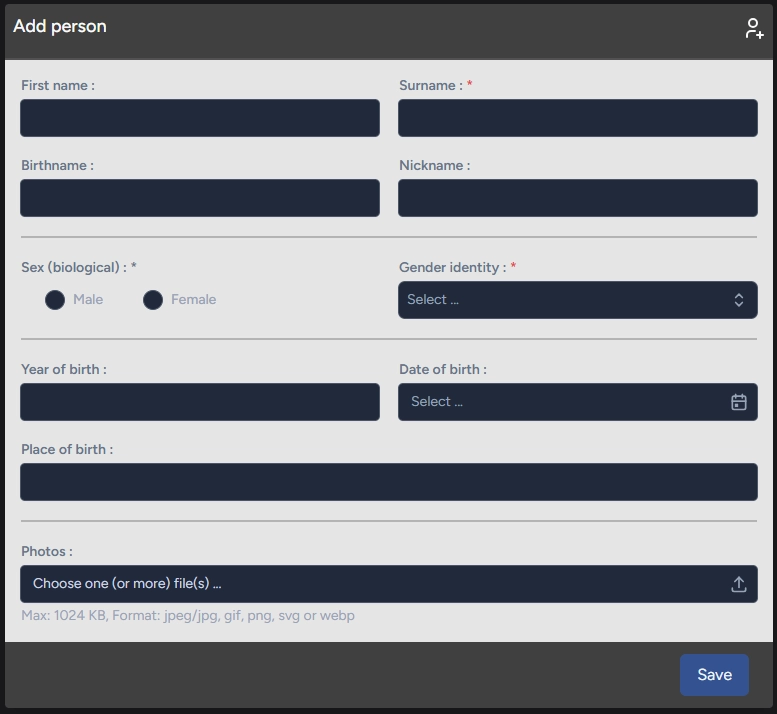 Add person
First name :
Surname : *
Birthname :
Nickname :
Sex (biological) : *
Gender identity : *
Male
Female
Select ...
Year of birth :
Date of birth :
Select ...
Place of birth :
Photos :
Choose one (or more) file(s) ...
Max: 1024 KB, Format: jpeg/jpg, gif, png, svg or webp
Save